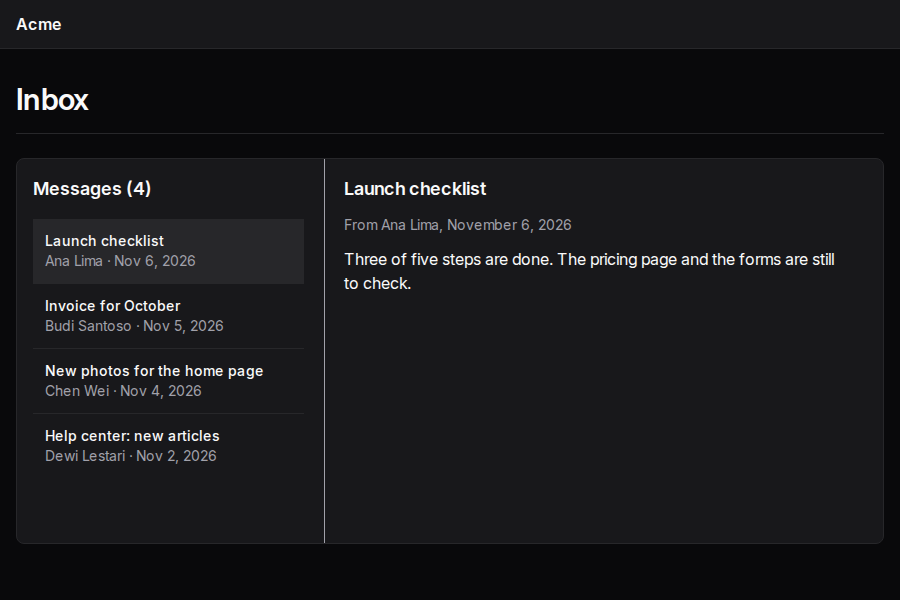 Acme
Inbox
Messages (4)
Launch checklist
Ana Lima · Nov 6, 2026
Invoice for October
Budi Santoso · Nov 5, 2026
New photos for the home page
Chen Wei · Nov 4, 2026
Help center: new articles
Dewi Lestari · Nov 2, 2026
Launch checklist
From Ana Lima, November 6, 2026
Three of five steps are done. The pricing page and the forms are still
to check.